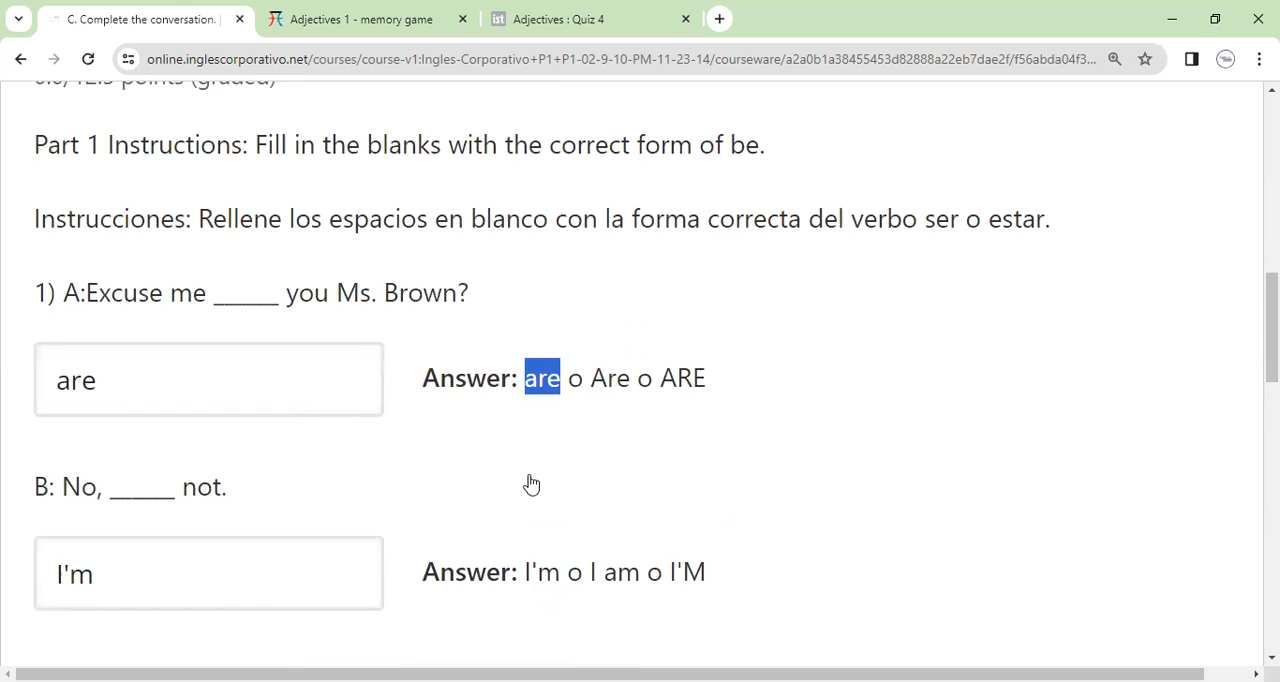 C. Complete the conversation.
Adjectives 1 - memory game
ist
Adjectives : Quiz 4
online.inglescorporativo.net/courses/course-v1:Ingles-Corporativo+P1+P1-02-9-10-PM-11-23-14/courseware/a2a0b1a38455453d82888a22eb7dae2f/f56abda04f3...
points (graded)
Part 1 Instructions: Fill in the blanks with the correct form of be.
Instrucciones: Rellene los espacios en blanco con la forma correcta del verbo ser o estar.
1) A:Excuse me ______ you Ms. Brown?
are
Answer: are o Are o ARE
B: No, ______ not.
I'm
Answer: I'm o I am o I'M